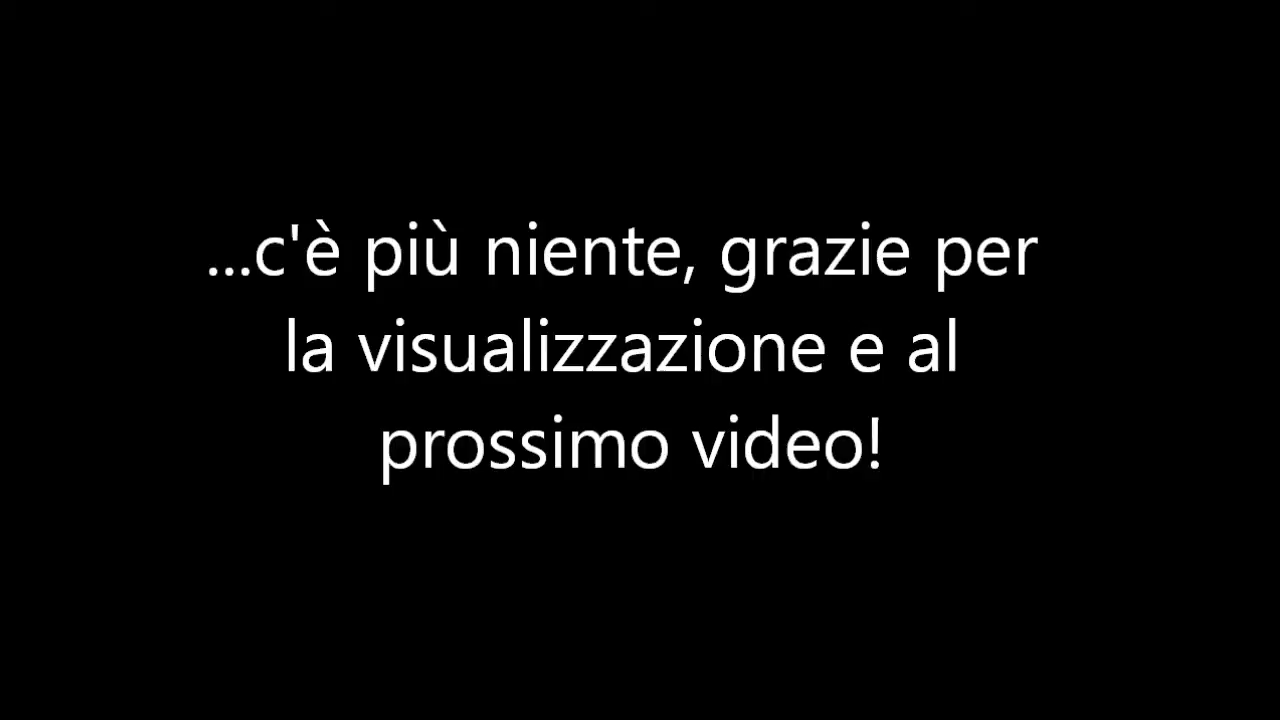 ...c'è più niente, grazie per
la visualizzazione e al
prossimo video!